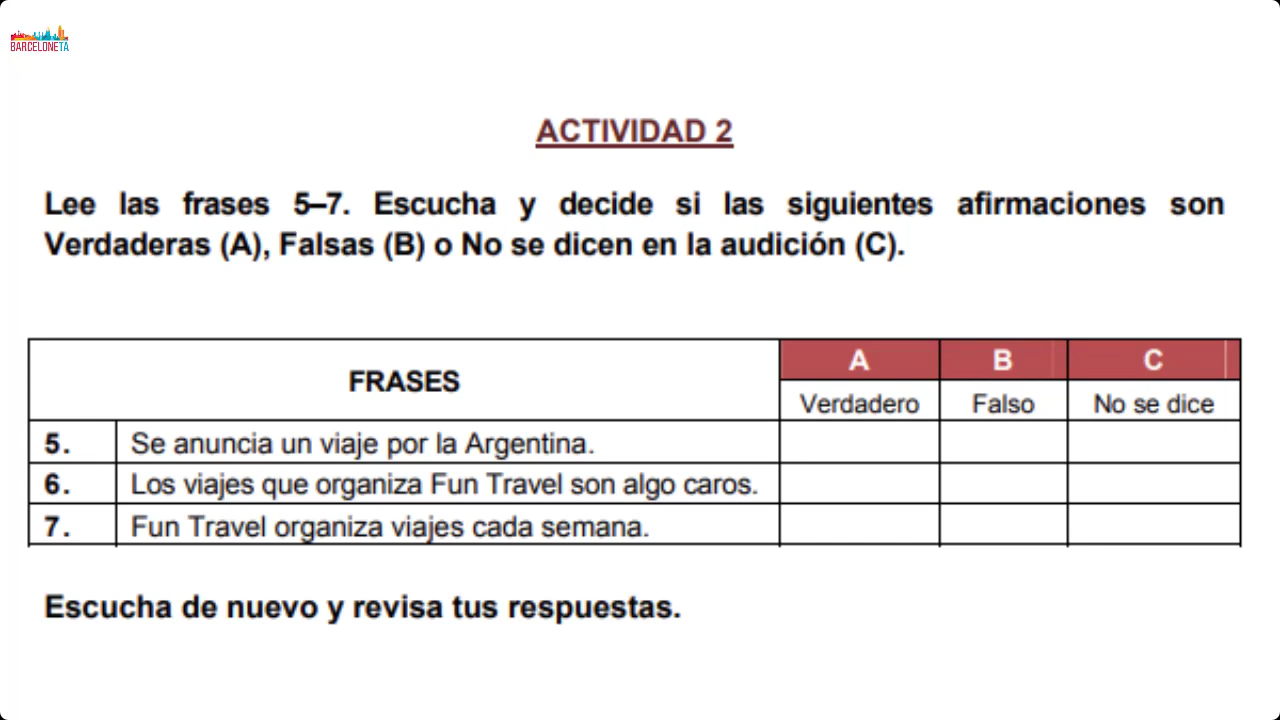 BARCELONETA
ACTIVIDAD 2
Lee las frases 5–7. Escucha y decide si las siguientes afirmaciones son
Verdaderas (A), Falsas (B) o No se dicen en la audición (C).
FRASES
A B C
Verdadero Falso No se dice
5. Se anuncia un viaje por la Argentina.
6. Los viajes que organiza Fun Travel son algo caros.
7. Fun Travel organiza viajes cada semana.
Escucha de nuevo y revisa tus respuestas.